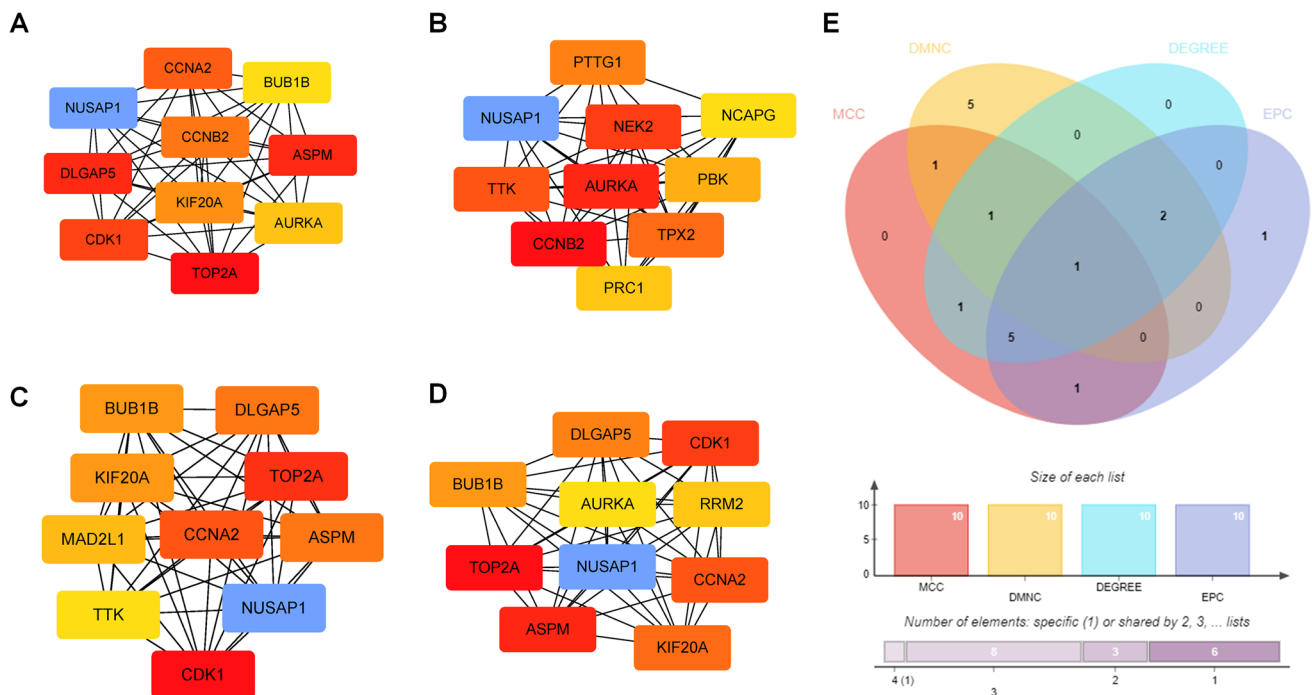 A
CCNA2
BUB1B
NUSAP1
CCNB2
ASPM
DLGAP5
KIF20A
AURKA
CDK1
TOP2A
B
PTTG1
NUSAP1
NEK2
NCAPG
TTK
AURKA
PBK
CCNB2
TPX2
PRC1
C
BUB1B
DLGAP5
KIF20A
TOP2A
MAD2L1
CCNA2
ASPM
TTK
NUSAP1
CDK1
D
DLGAP5
CDK1
BUB1B
AURKA
RRM2
TOP2A
NUSAP1
CCNA2
ASPM
KIF20A
E
DMNC
DEGREE
MCC
EPC
5
0
0
1
0
1
2
0
1
1
1
0
5
0
1
Size of each list
10
5
0
10
10
10
10
MCC
DMNC
DEGREE
EPC
Number of elements: specific (1) or shared by 2, 3, ... lists
8
3
6
4 (1)
3
2
1